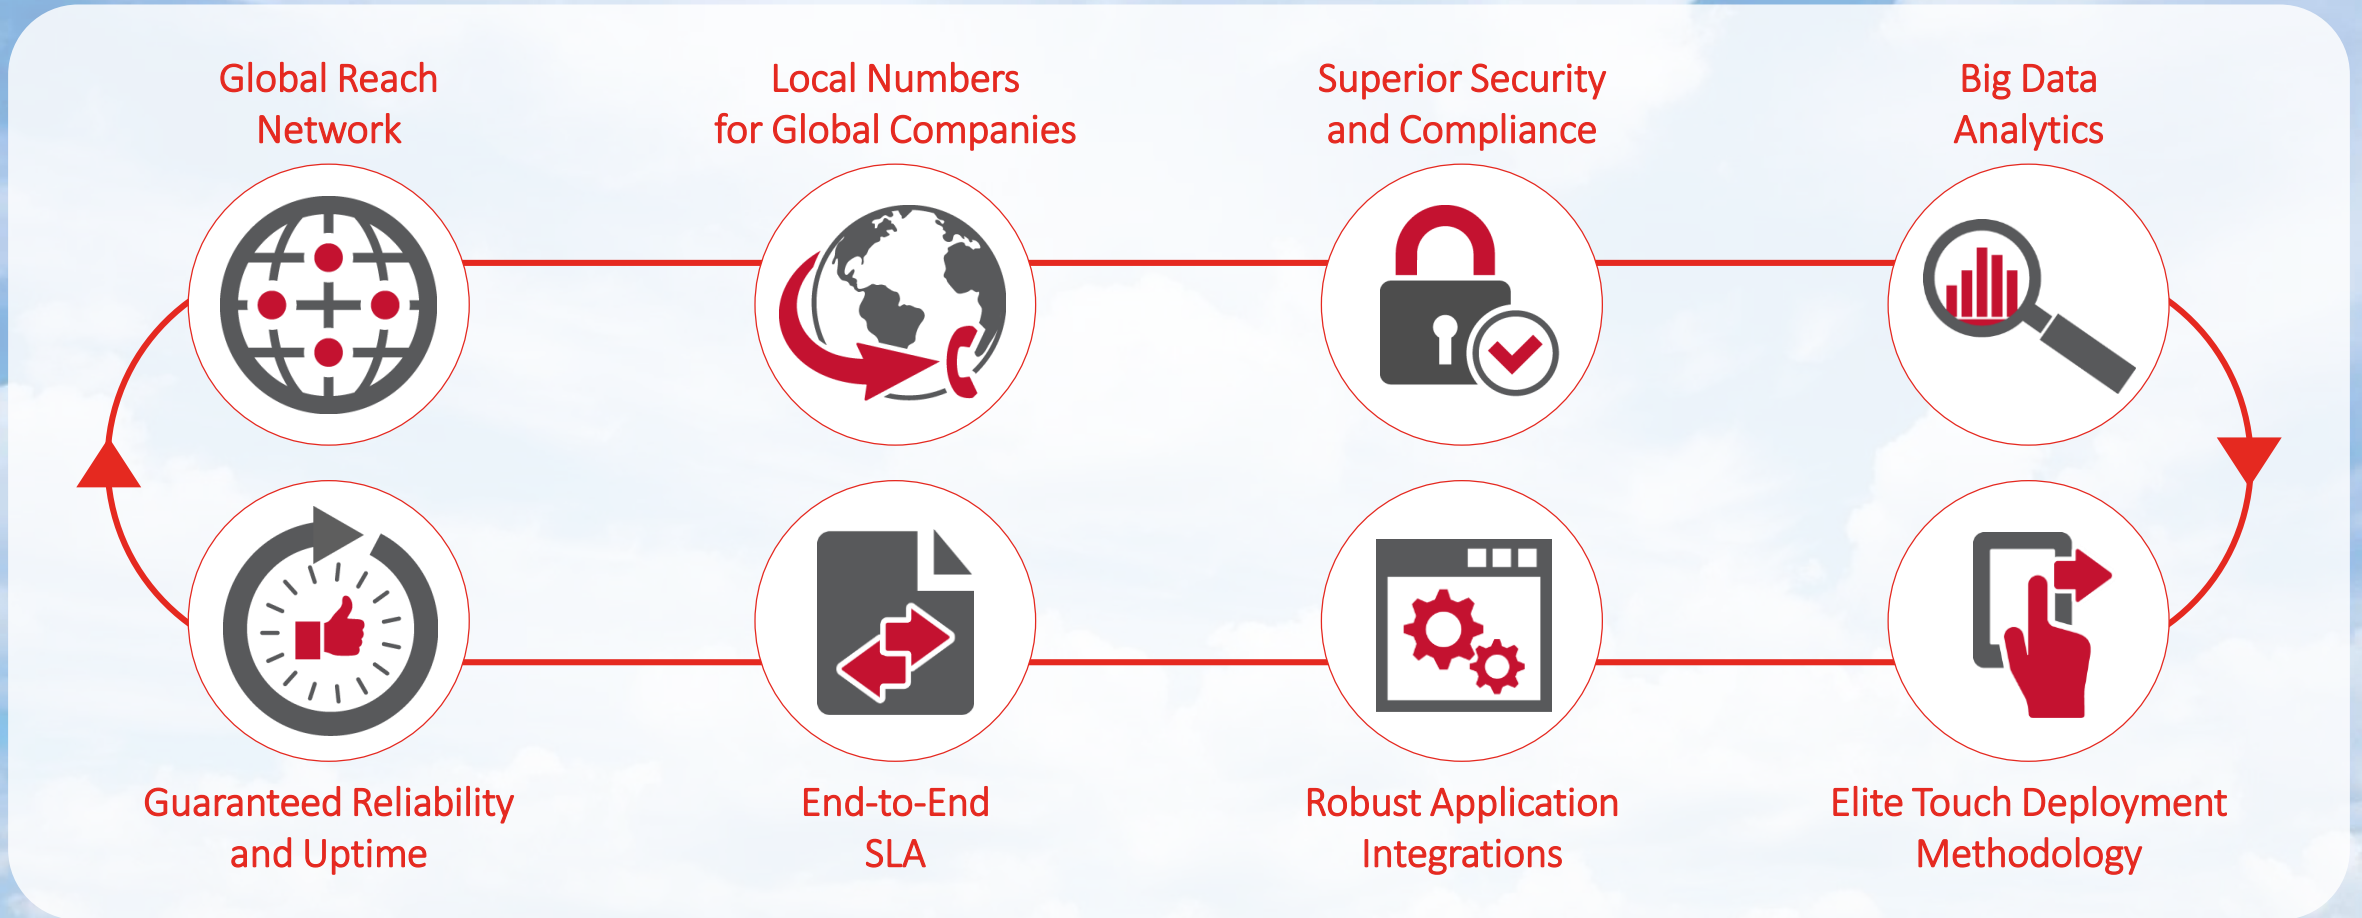 Global Reach
Network
Local Numbers
for Global Companies
Superior Security
and Compliance
Big Data
Analytics
Guaranteed Reliability
and Uptime
End-to-End
SLA
Robust Application
Integrations
Elite Touch Deployment
Methodology